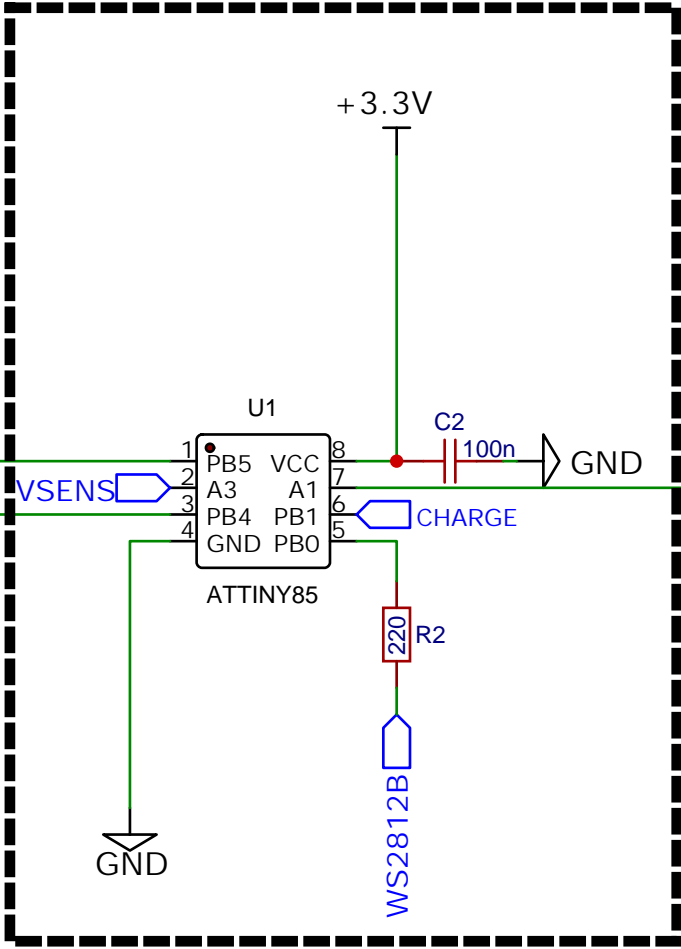 +3.3V
U1
C2
100n
GND
1
PB5
VCC
8
VSENS
2
A3
A1
7
3
PB4
PB1
6
CHARGE
4
GND
PB0
5
ATTINY85
220
R2
WS2812B
GND